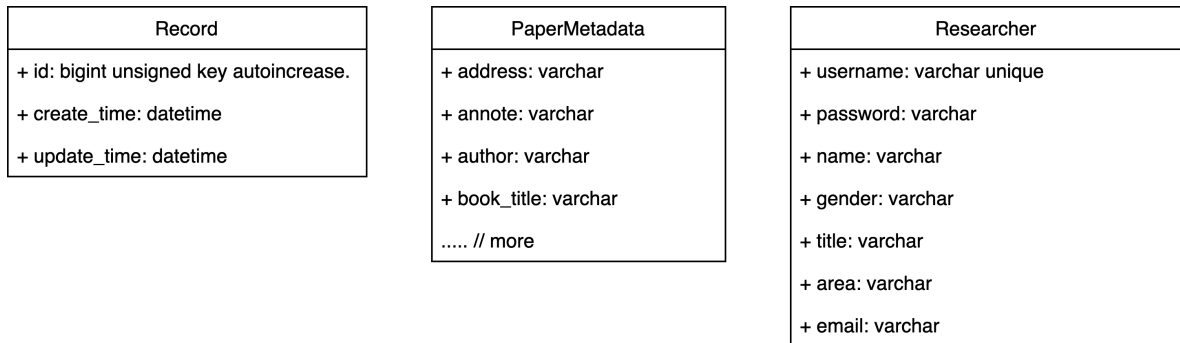 Record
+ id: bigint unsigned key autoincrease.
+ create_time: datetime
+ update_time: datetime
PaperMetadata
+ address: varchar
+ annote: varchar
+ author: varchar
+ book_title: varchar
..... // more
Researcher
+ username: varchar unique
+ password: varchar
+ name: varchar
+ gender: varchar
+ title: varchar
+ area: varchar
+ email: varchar